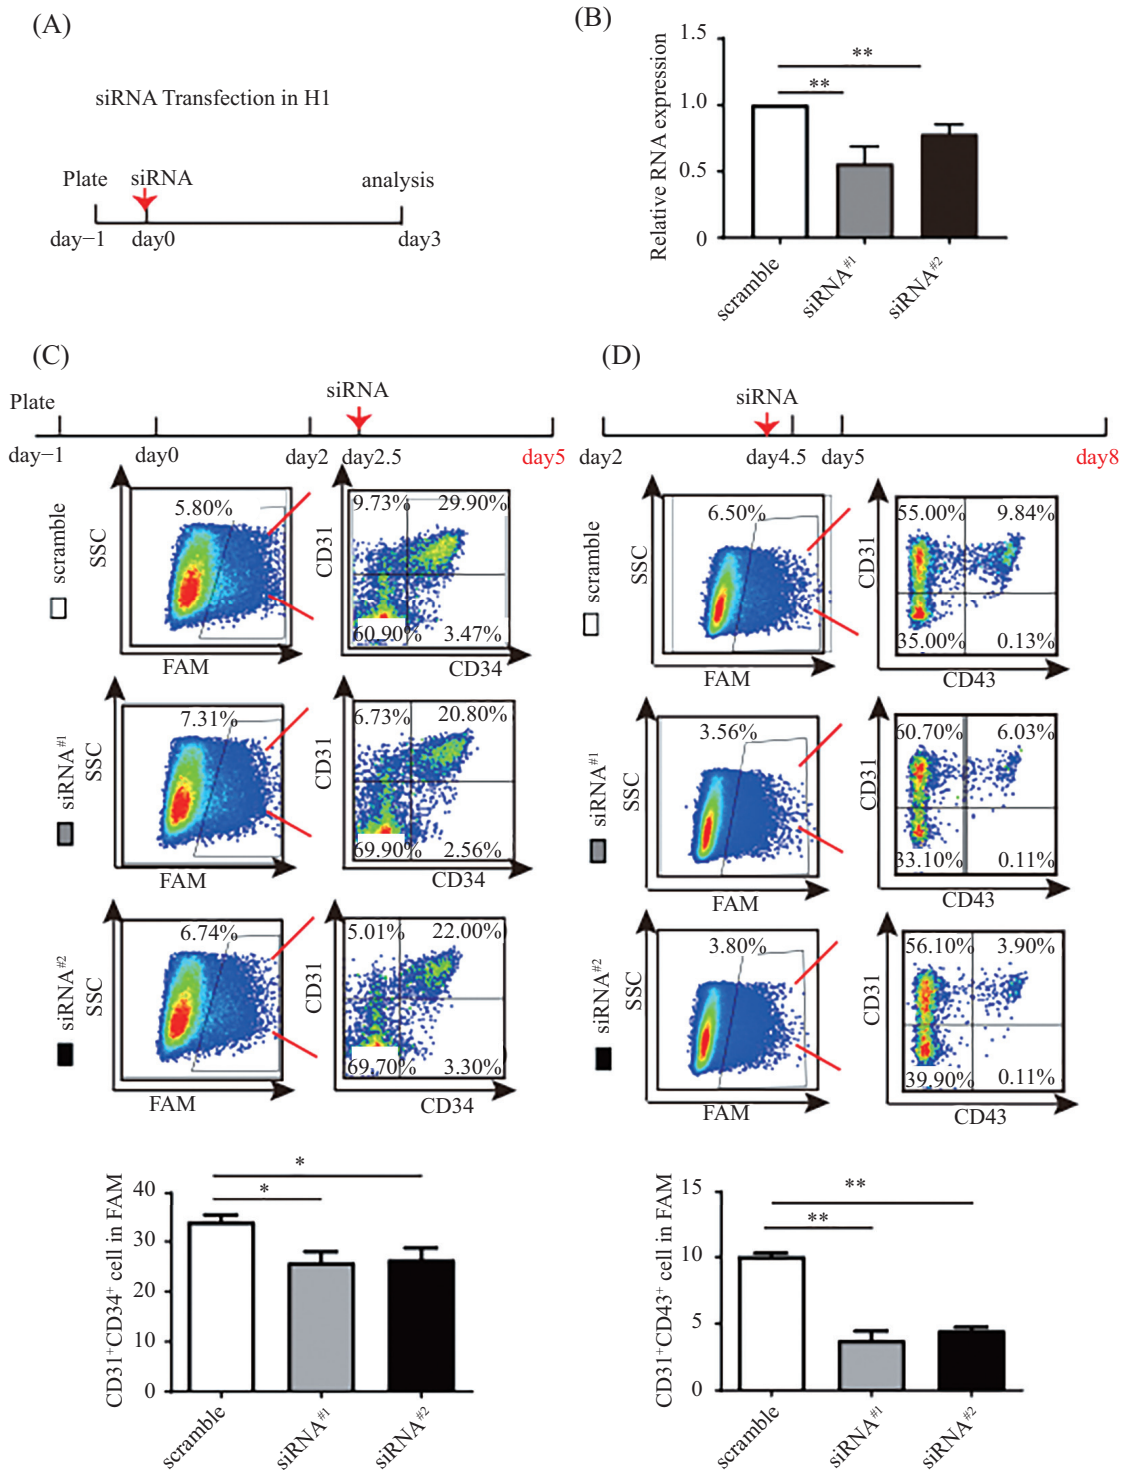 (A)
siRNA Transfection in H1
Plate siRNA analysis
day−1 day0 day3
(B)
Relative RNA expression
1.5
1.0
0.5
0
** **
scramble siRNA#1 siRNA#2
(C)
Plate siRNA
day−1 day0 day2 day2.5 day5
scramble
SSC
5.80%
FAM
CD31
9.73% 29.90%
60.90% 3.47%
CD34
siRNA#1
SSC
7.31%
FAM
CD31
6.73% 20.80%
69.90% 2.56%
CD34
siRNA#2
SSC
6.74%
FAM
CD31
5.01% 22.00%
69.70% 3.30%
CD34
CD31+CD34+ cell in FAM
40
30
20
10
0
*
*
scramble siRNA#1 siRNA#2
(D)
siRNA
day2 day4.5 day5 day8
scramble
SSC
6.50%
FAM
CD31
55.00% 9.84%
35.00% 0.13%
CD43
siRNA#1
SSC
3.56%
FAM
CD31
60.70% 6.03%
33.10% 0.11%
CD43
siRNA#2
SSC
3.80%
FAM
CD31
56.10% 3.90%
39.90% 0.11%
CD43
CD31+CD43+ cell in FAM
15
10
5
0
**
**
scramble siRNA#1 siRNA#2